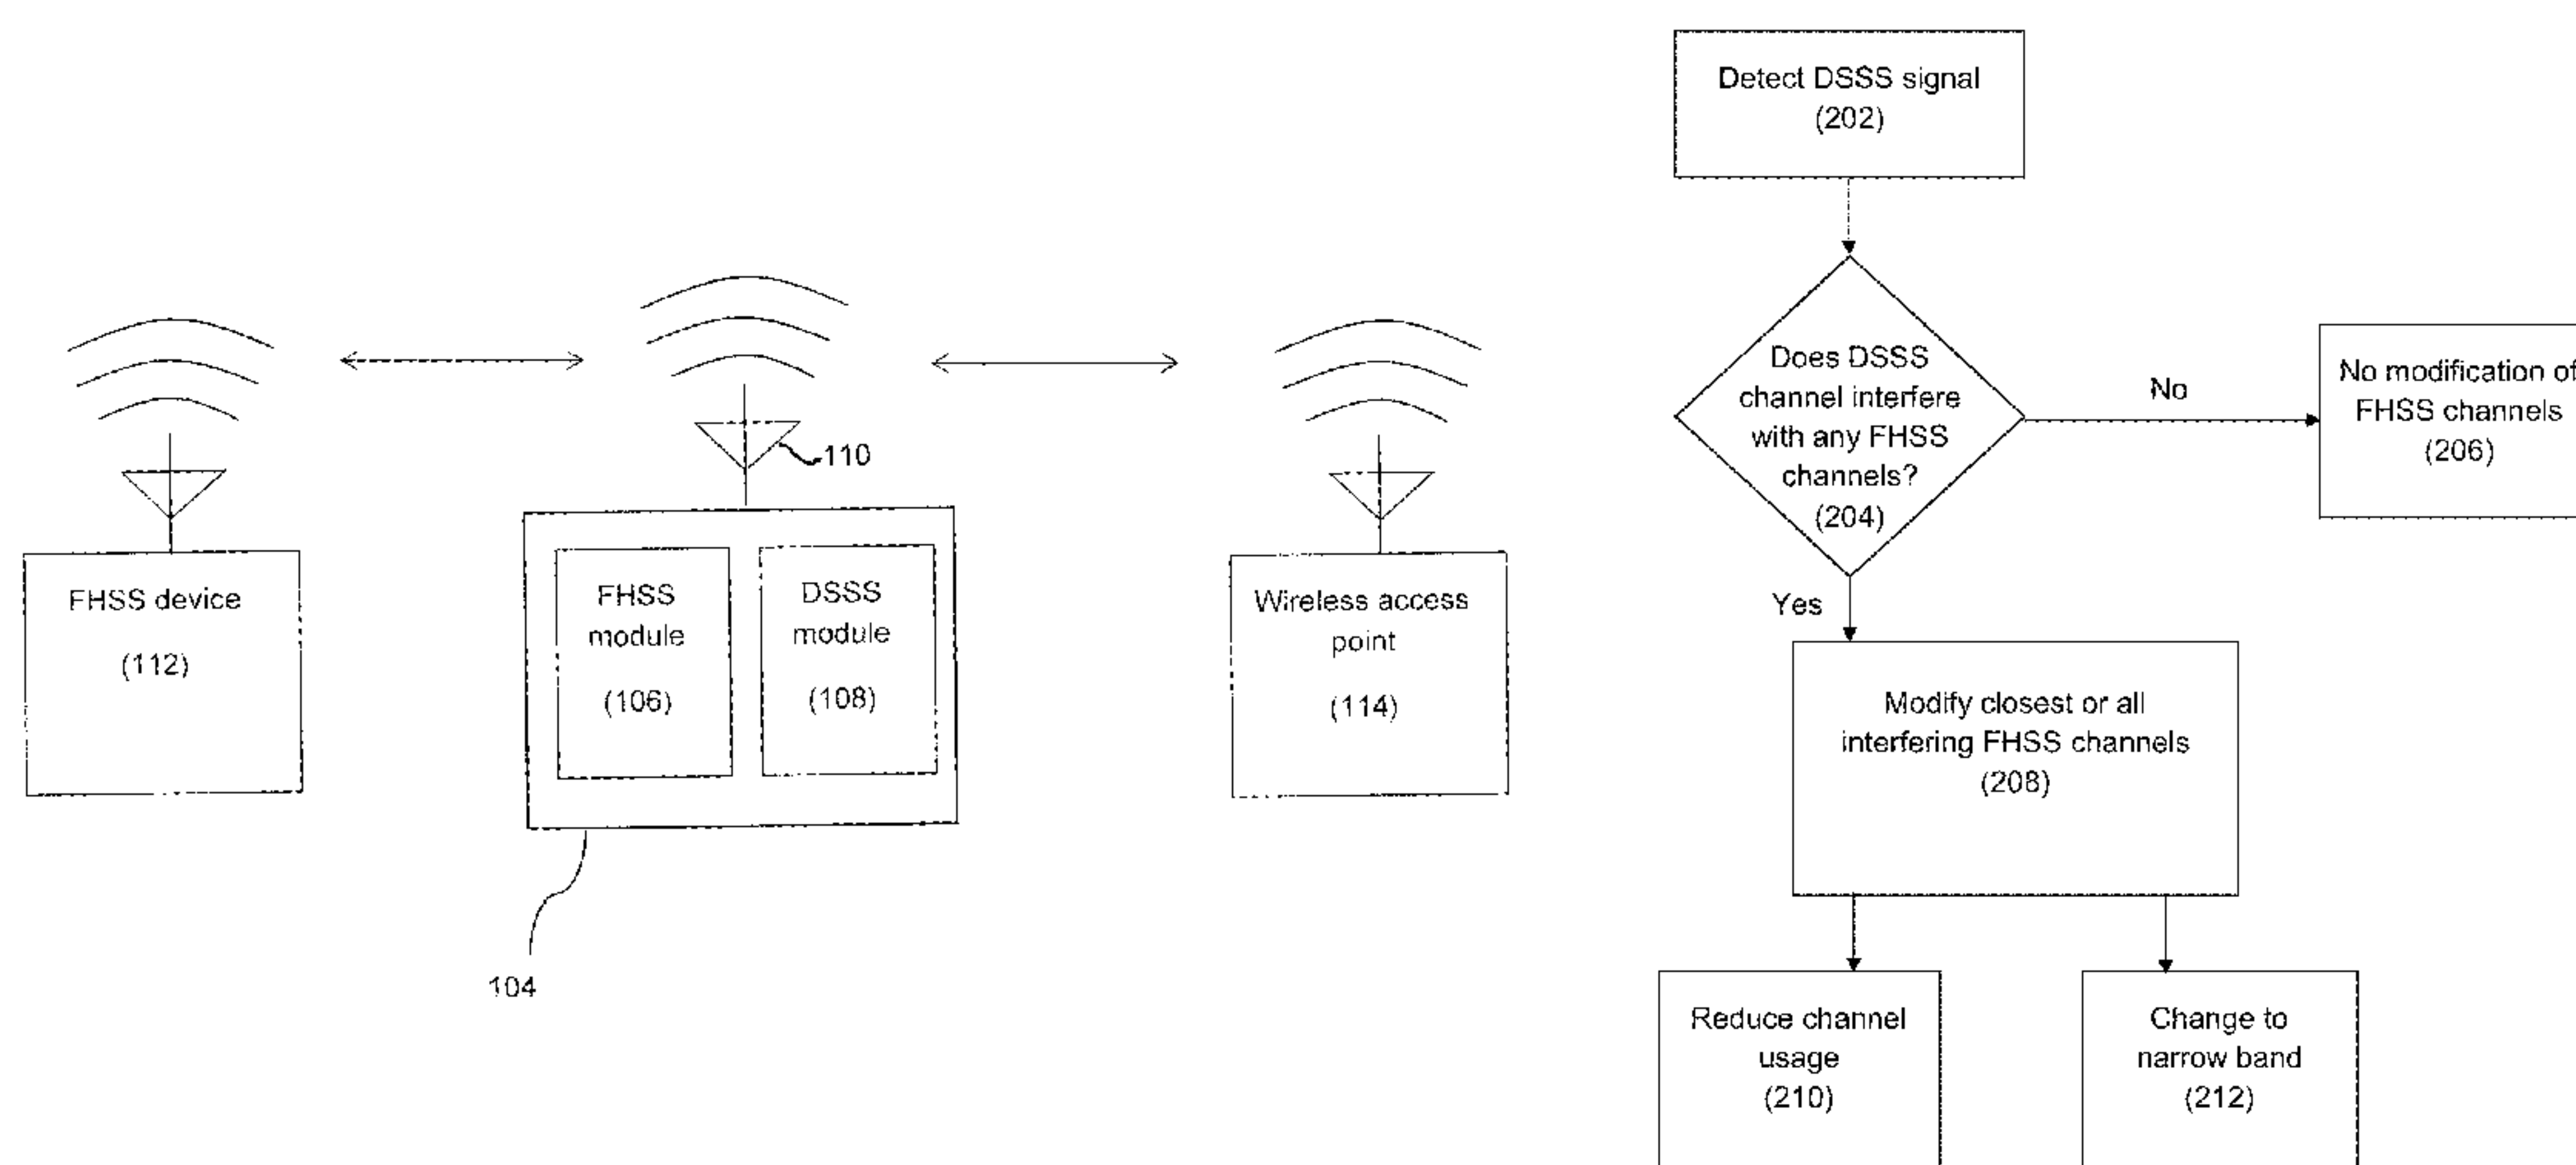 110
FHSS device
(112)
FHSS
module
(106)
DSSS
module
(108)
Wireless access
point
(114)
104
Detect DSSS signal
(202)
Does DSSS
channel interfere
with any FHSS
channels?
(204)
No
No modification of
FHSS channels
(206)
Yes
Modify closest or all
interfering FHSS channels
(208)
Reduce channel
usage
(210)
Change to
narrow band
(212)